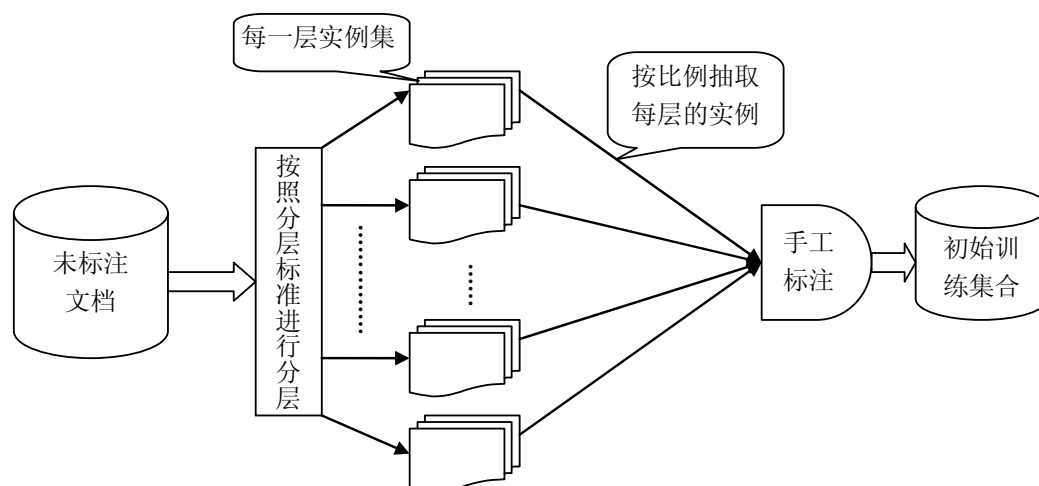 每一层实例集
按比例抽取
每层的实例
按照分层标准进行分层
未标注
文档
手工
标注
初始训
练集合